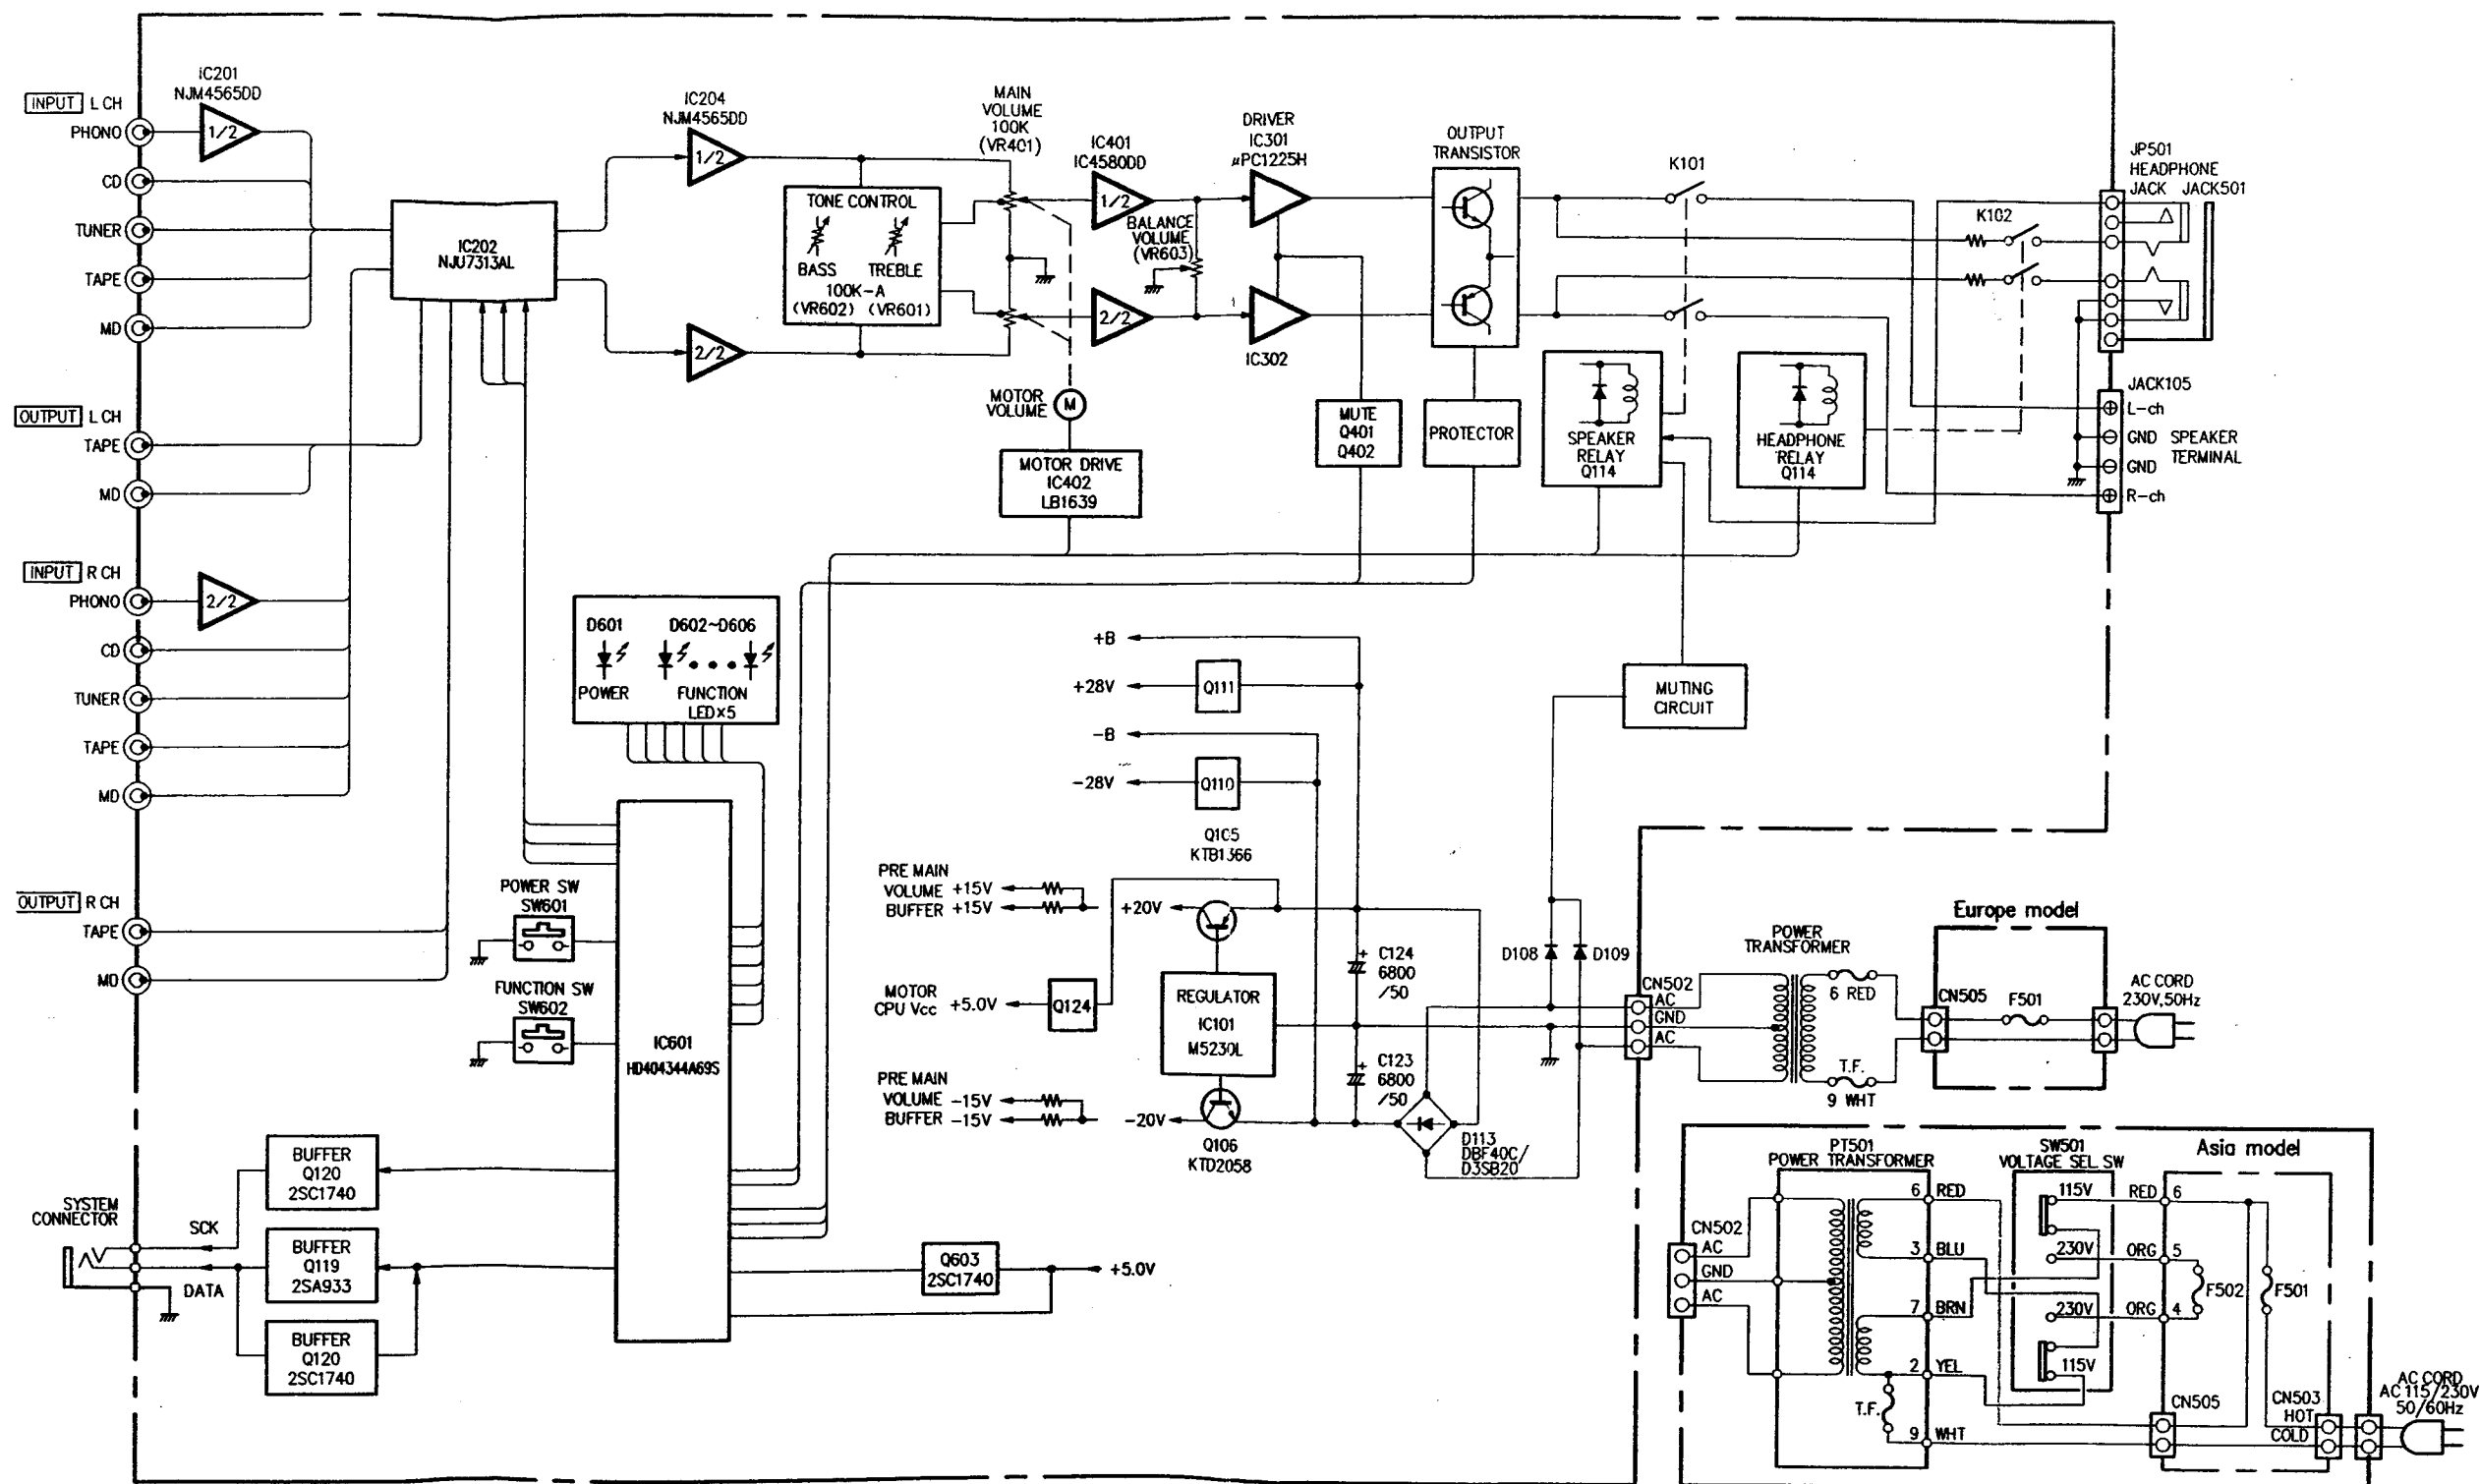 INPUT L CH
PHONO
CD
TUNER
TAPE
MD
OUTPUT L CH
TAPE
MD
INPUT R CH
PHONO
CD
TUNER
TAPE
MD
OUTPUT R CH
TAPE
MD
IC201
NJM4565DD
1/2
2/2
IC202
NJU7313AL
IC204
NJM4565DD
1/2
2/2
TONE CONTROL
BASS TREBLE
100K-A
(VR602) (VR601)
MAIN
VOLUME
100K
(VR401)
MOTOR
VOLUME
M
MOTOR DRIVE
IC402
LB1639
IC401
IC4580DD
1/2
2/2
BALANCE
VOLUME
(VR603)
DRIVER
IC301
μPC1225H
IC302
MUTE
Q401
Q402
OUTPUT
TRANSISTOR
PROTECTOR
K101
SPEAKER
RELAY
Q114
K102
HEADPHONE
RELAY
Q114
JP501
HEADPHONE
JACK JACK501
JACK105
L-ch
GND
GND
R-ch
SPEAKER
TERMINAL
D601
D602~D606
POWER
FUNCTION
LED×5
+B
+28V
Q111
-B
-28V
Q110
MUTING
CIRCUIT
Q1C5
KTB1366
PRE MAIN
VOLUME +15V
BUFFER +15V
+20V
MOTOR
CPU Vcc +5.0V
Q124
REGULATOR
IC101
M5230L
PRE MAIN
VOLUME -15V
BUFFER -15V
-20V
Q106
KTD2058
+ C124
6800
/50
+ C123
6800
/50
D108
D109
D113
DBF40C/
D3SB20
CN502
AC
GND
AC
POWER
TRANSFORMER
6 RED
T.F.
9 WHT
Europe model
CN505
F501
AC CORD
230V,50Hz
POWER SW
SW601
FUNCTION SW
SW602
IC601
HD404344A69S
SYSTEM
CONNECTOR
SCK
DATA
BUFFER
Q120
2SC1740
BUFFER
Q119
2SA933
BUFFER
Q120
2SC1740
Q603
2SC1740
+5.0V
Asia model
PT501
POWER TRANSFORMER
SW501
VOLTAGE SEL SW
CN502
AC
GND
AC
6 RED
3 BLU
7 BRN
2 YEL
T.F.
9 WHT
115V
230V
230V
115V
RED 6
ORG 5
ORG 4
F502
F501
CN505
CN503
HOT
COLD
AC CORD
AC 115/230V
50/60Hz